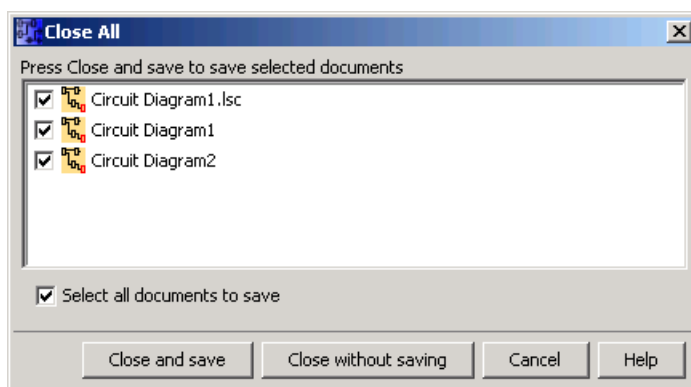 Close All
Press Close and save to save selected documents
Circuit Diagram1.lsc
Circuit Diagram1
Circuit Diagram2
Select all documents to save
Close and save Close without saving Cancel Help